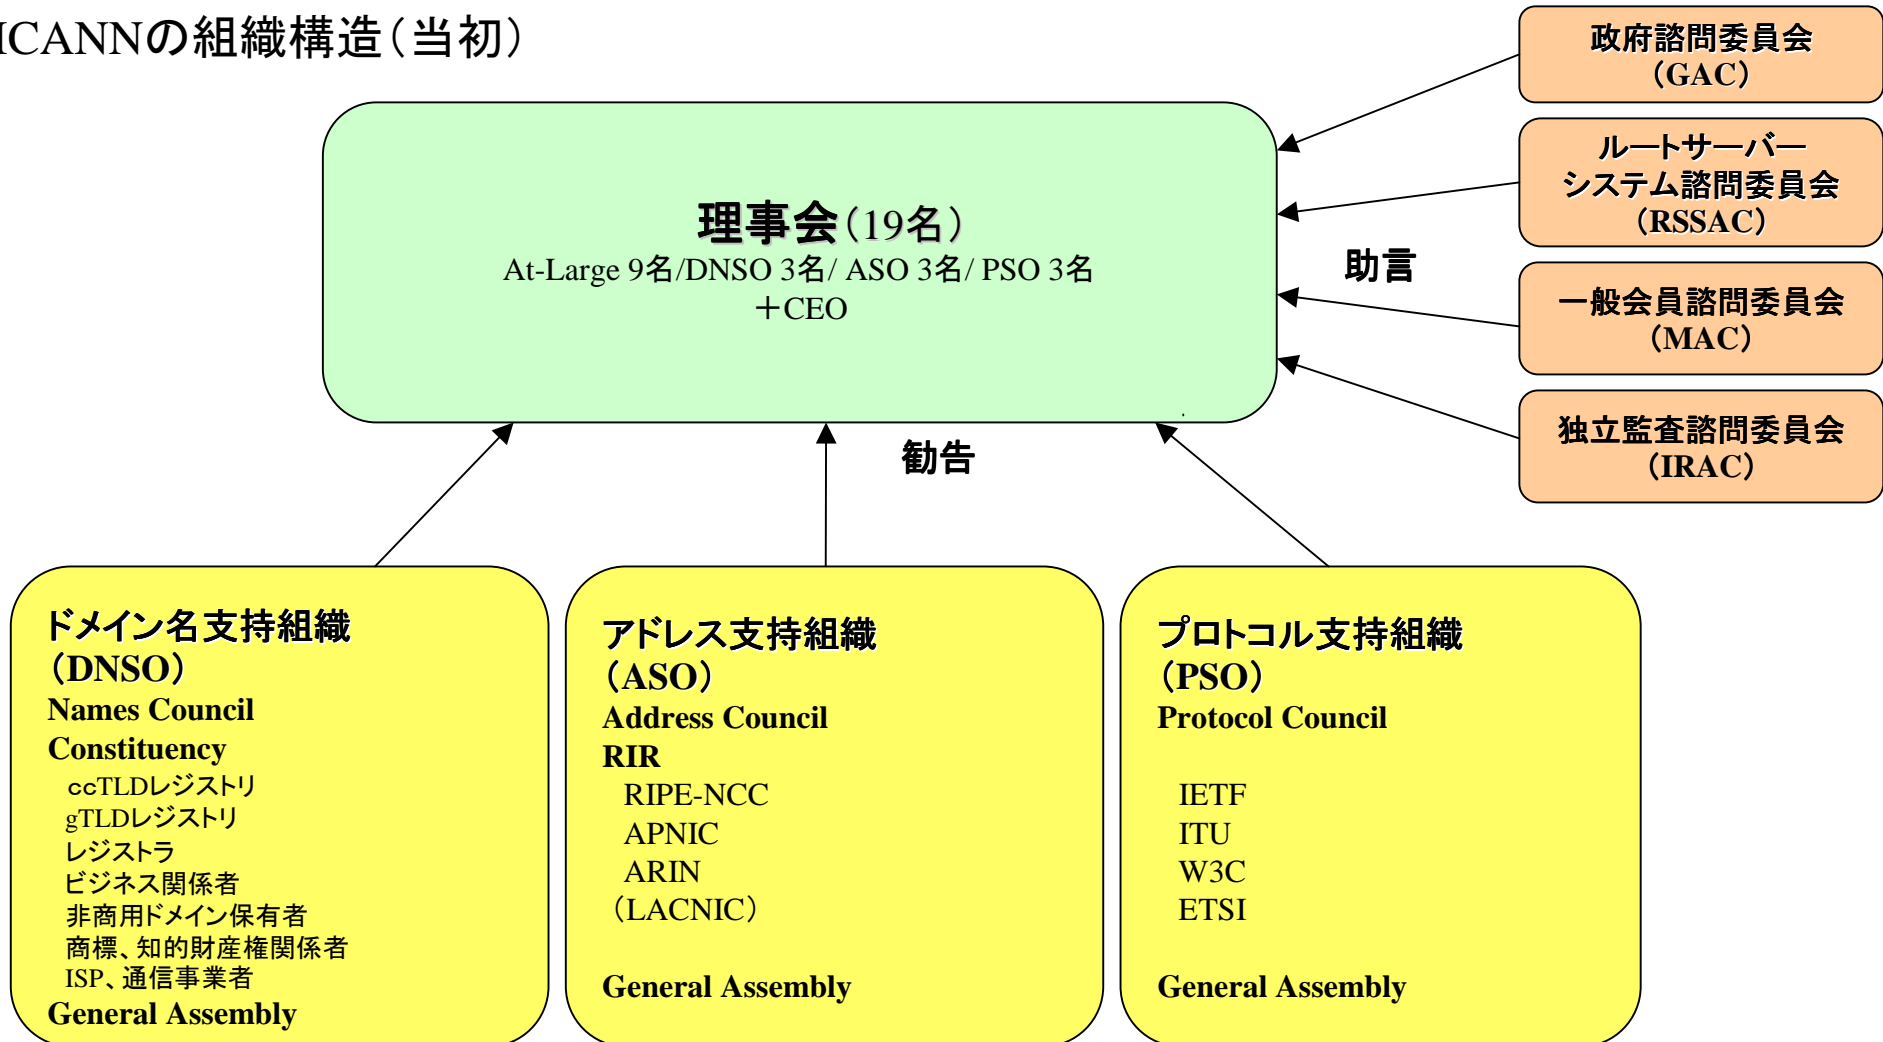 ICANNの組織構造（当初）
政府諮問委員会
（GAC）
ルートサーバー
システム諮問委員会
（RSSAC）
一般会員諮問委員会
（MAC）
独立監査諮問委員会
（IRAC）
理事会（19名）
At-Large 9名/DNSO 3名/ ASO 3名/ PSO 3名
＋CEO
助言
勧告
ドメイン名支持組織
（DNSO）
Names Council
Constituency
ccTLDレジストリ
gTLDレジストリ
レジストラ
ビジネス関係者
非商用ドメイン保有者
商標、知的財産権関係者
ISP、通信事業者
General Assembly
アドレス支持組織
（ASO）
Address Council
RIR
RIPE-NCC
APNIC
ARIN
（LACNIC）
General Assembly
プロトコル支持組織
（PSO）
Protocol Council
IETF
ITU
W3C
ETSI
General Assembly